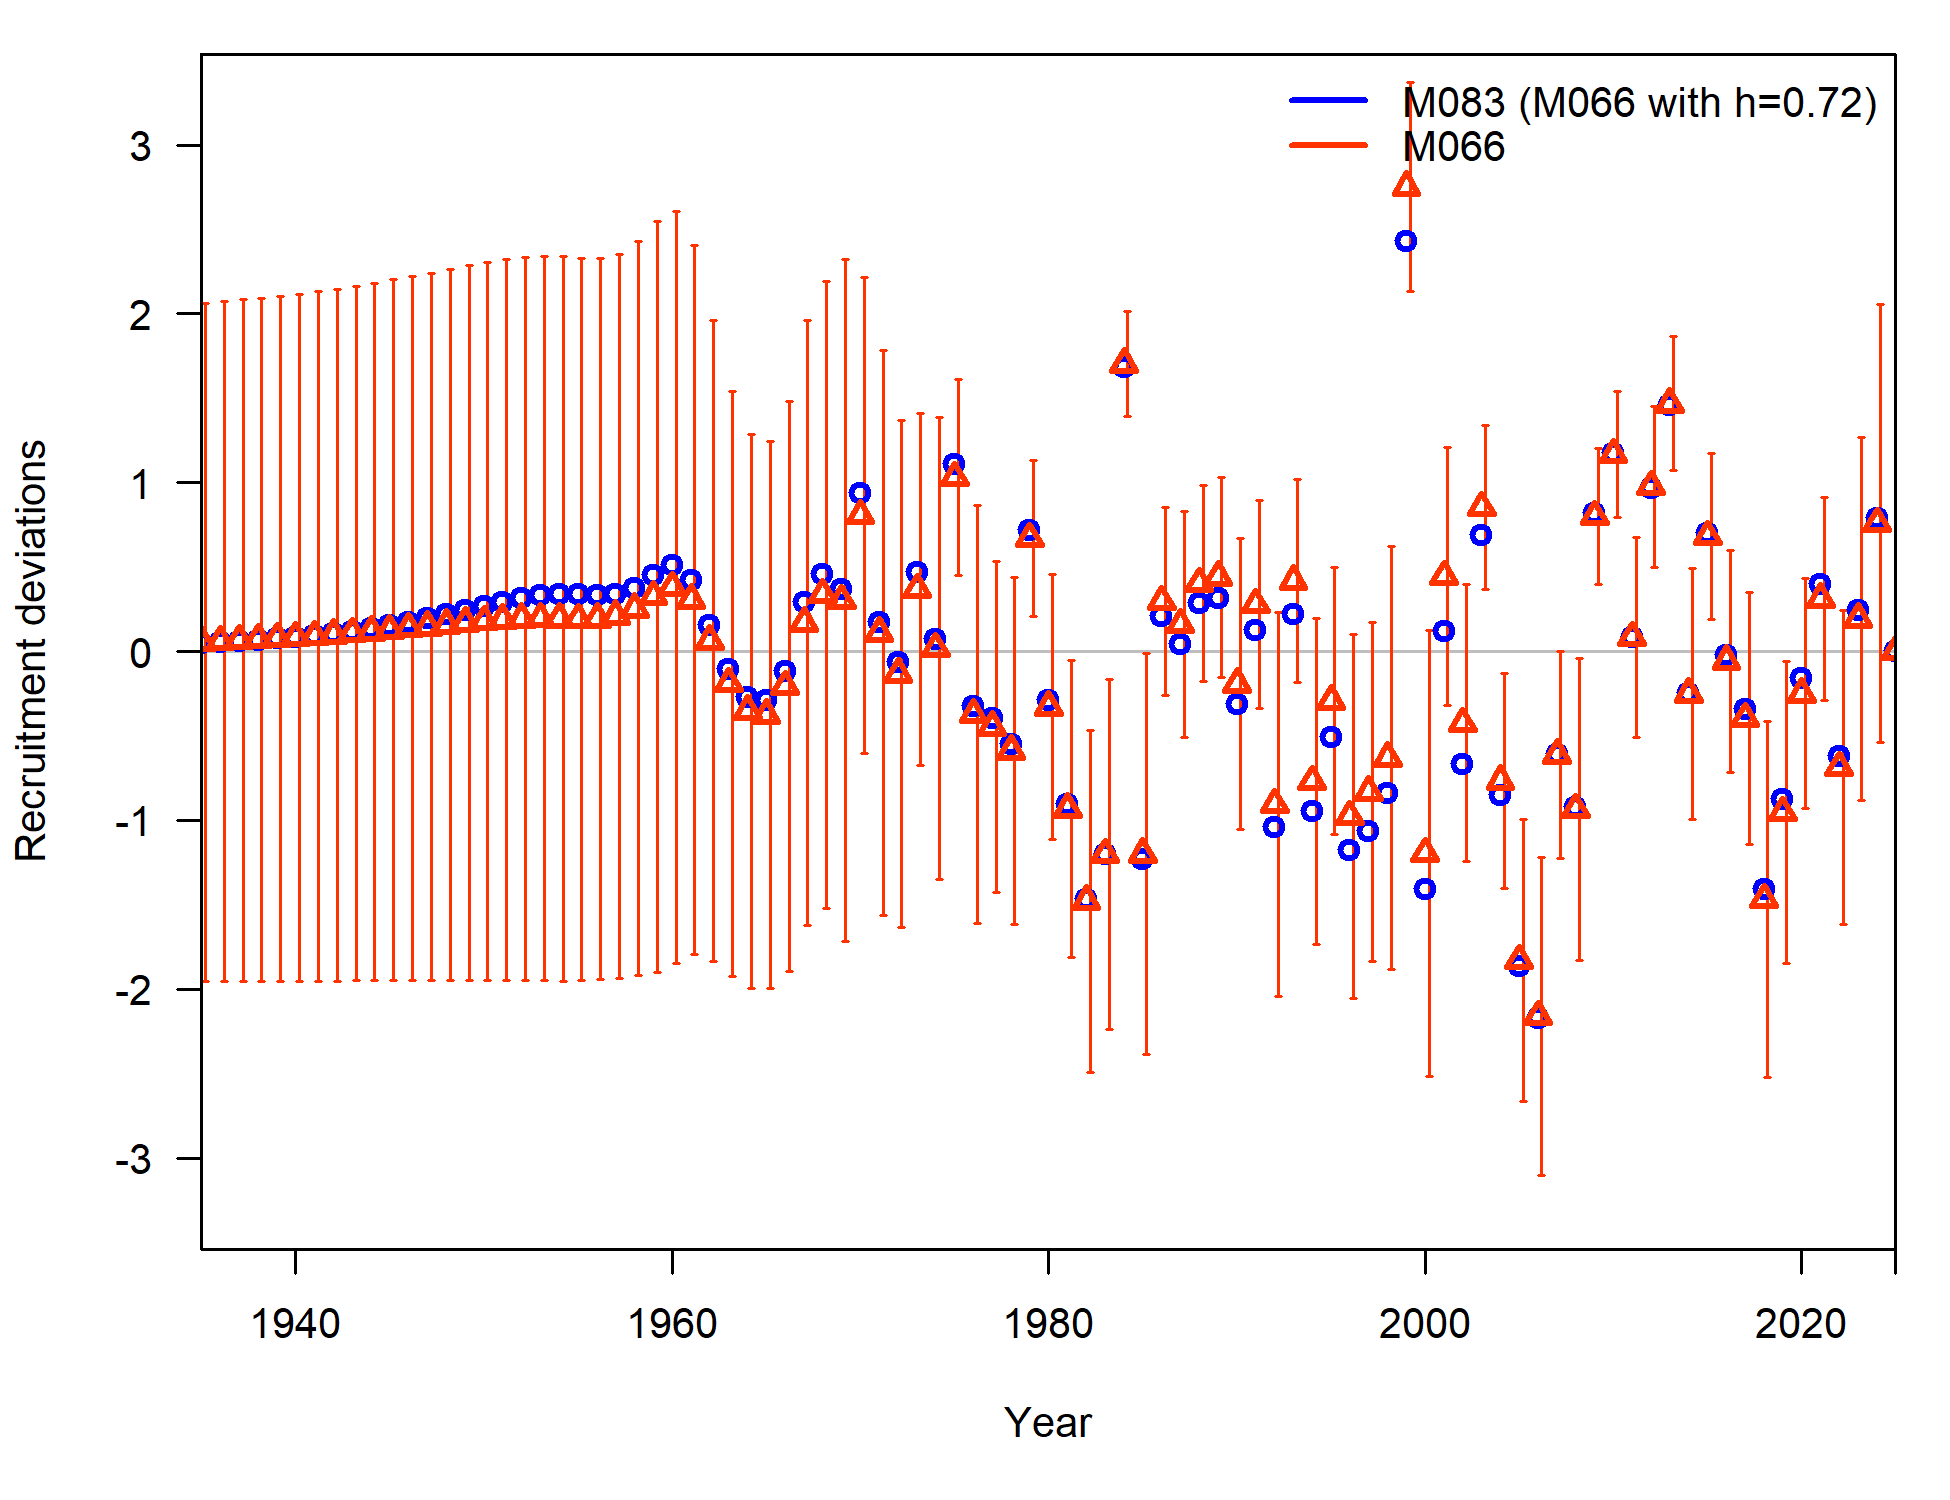 M083 (M066 with h=0.72)
M066
3
2
1
0
-1
-2
-3
Recruitment deviations
1940 1960 1980 2000 2020
Year